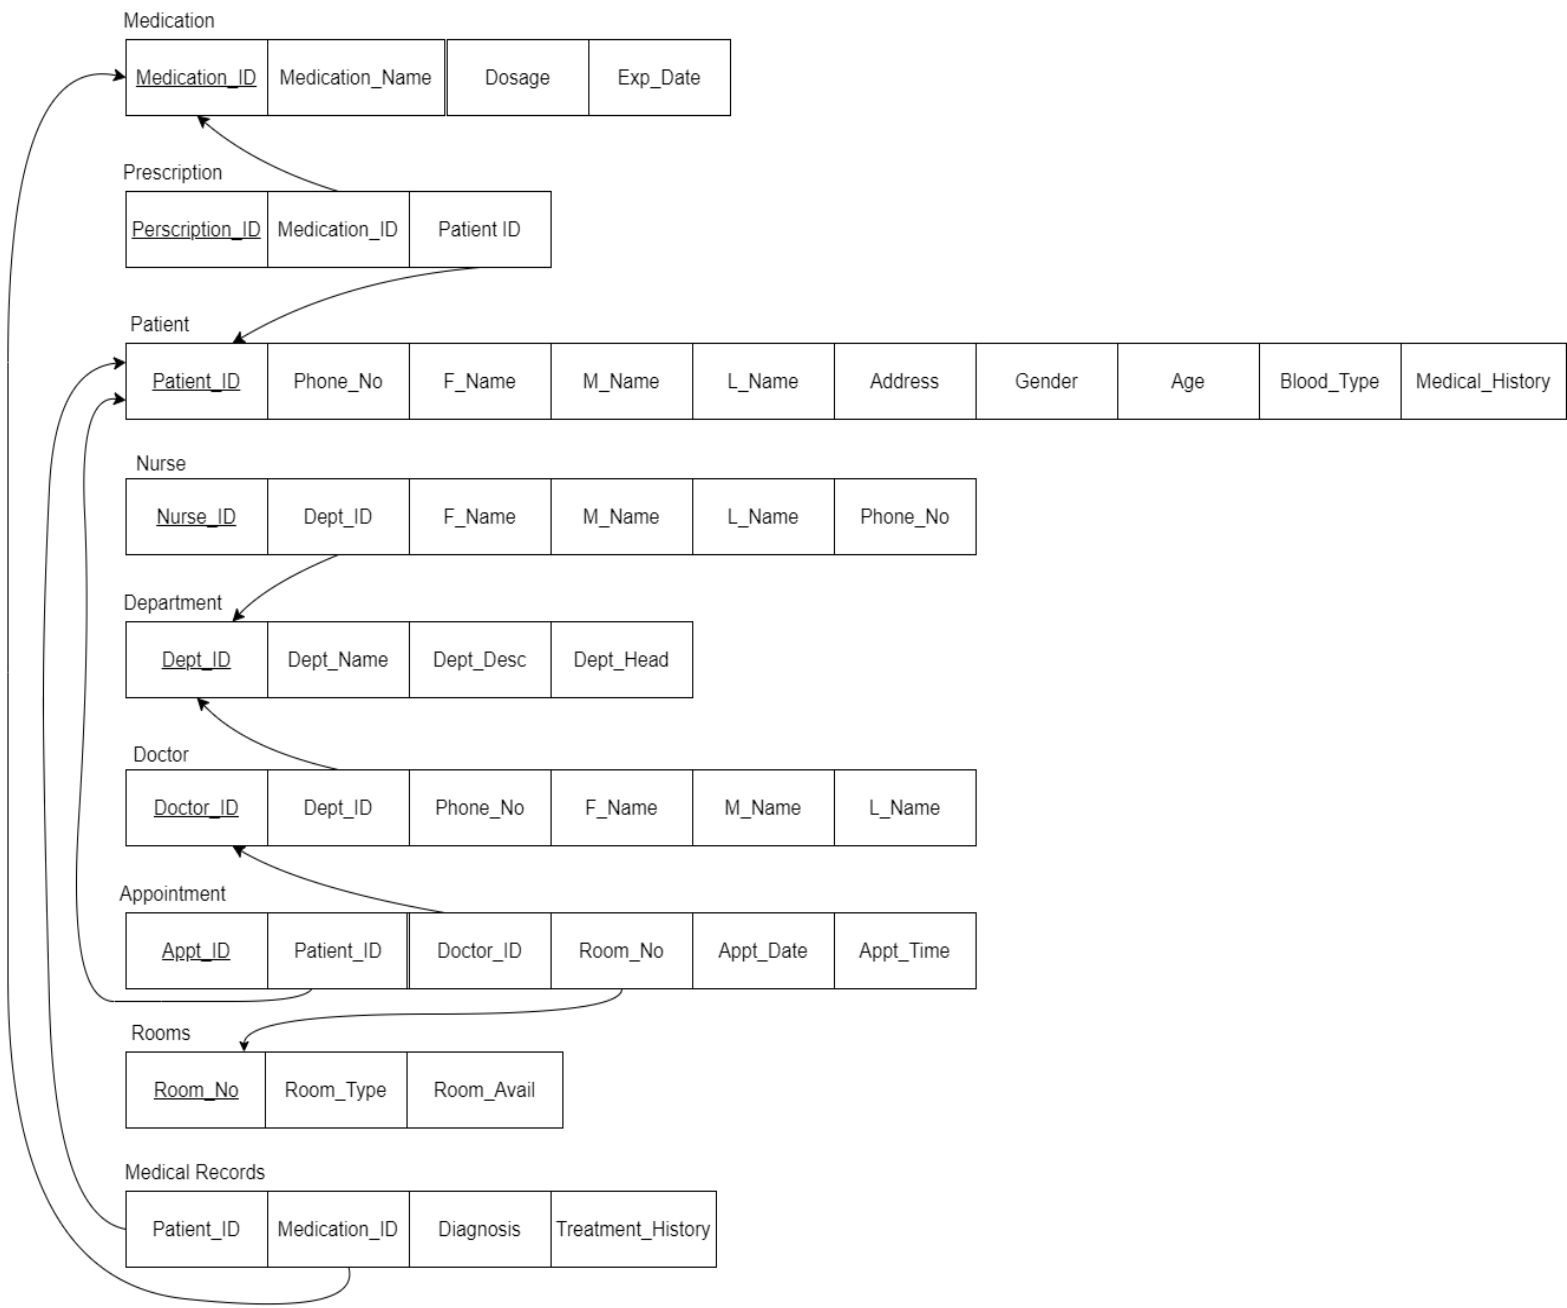 Medication
Medication_ID Medication_Name Dosage Exp_Date
Prescription
Perscription_ID Medication_ID Patient ID
Patient
Patient_ID Phone_No F_Name M_Name L_Name Address Gender Age Blood_Type Medical_History
Nurse
Nurse_ID Dept_ID F_Name M_Name L_Name Phone_No
Department
Dept_ID Dept_Name Dept_Desc Dept_Head
Doctor
Doctor_ID Dept_ID Phone_No F_Name M_Name L_Name
Appointment
Appt_ID Patient_ID Doctor_ID Room_No Appt_Date Appt_Time
Rooms
Room_No Room_Type Room_Avail
Medical Records
Patient_ID Medication_ID Diagnosis Treatment_History